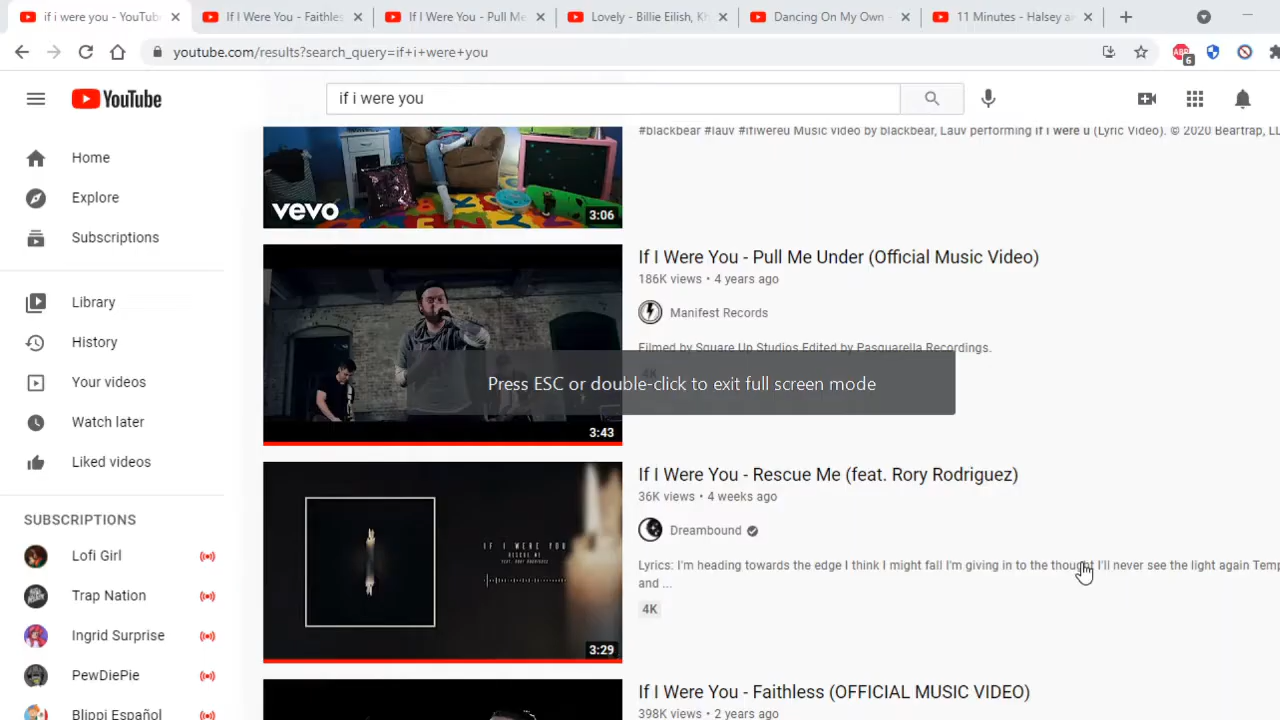 if i were you - YouTube
If I Were You - Faithles
If I Were You - Pull Me
Lovely - Billie Eilish, Kh
Dancing On My Own -
11 Minutes - Halsey an
youtube.com/results?search_query=if+i+were+you
6
YouTube
if i were you
Home
Explore
Subscriptions
Library
History
Your videos
Watch later
Liked videos
SUBSCRIPTIONS
Lofi Girl
Trap Nation
Ingrid Surprise
PewDiePie
Blippi Español
#blackbear #lauv #ifiwereu Music video by blackbear, Lauv performing if i were u (Lyric Video). © 2020 Beartrap, LL
vevo
3:06
If I Were You - Pull Me Under (Official Music Video)
186K views • 4 years ago
Manifest Records
Filmed by Square Up Studios Edited by Pasquarella Recordings.
Press ESC or double-click to exit full screen mode
3:43
If I Were You - Rescue Me (feat. Rory Rodriguez)
36K views • 4 weeks ago
Dreambound
Lyrics: I'm heading towards the edge I think I might fall I'm giving in to the thought I'll never see the light again Temp
and ...
4K
IF I WERE YOU
RESCUE ME
FEAT. RORY RODRIGUEZ
3:29
If I Were You - Faithless (OFFICIAL MUSIC VIDEO)
398K views • 2 years ago